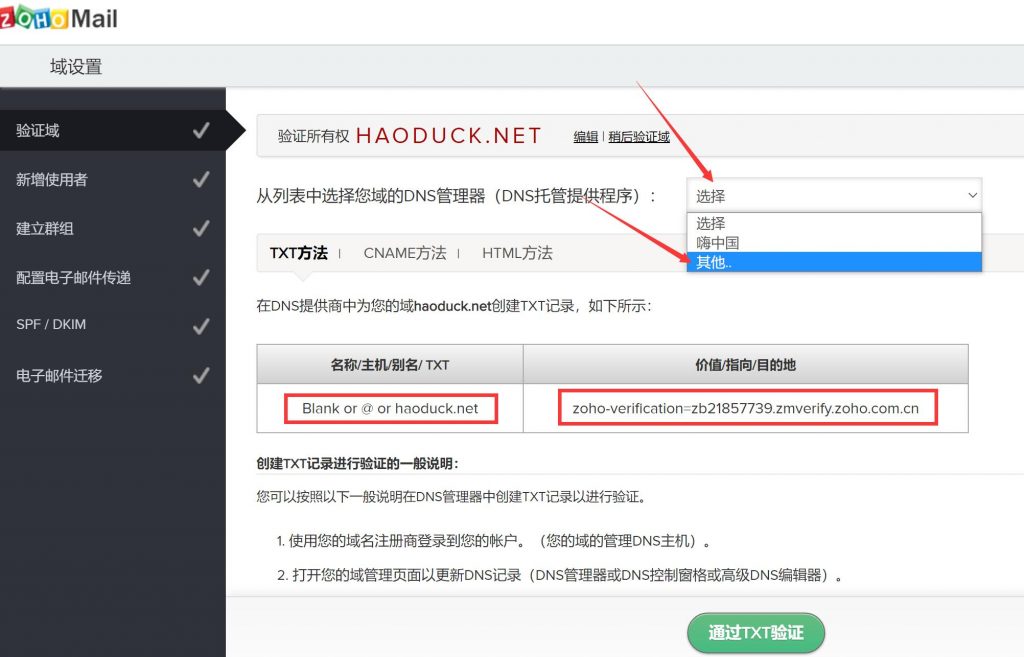 ZOHO Mail
域设置
验证域
新增使用者
建立群组
配置电子邮件传递
SPF / DKIM
电子邮件迁移
验证所有权 HAODUCK.NET 编辑 | 稍后验证域
从列表中选择您域的DNS管理器（DNS托管提供程序）：
选择
选择
嗨中国
其他..
TXT方法 | CNAME方法 | HTML方法
在DNS提供商中为您的域haoduck.net创建TXT记录，如下所示：
名称/主机/别名/ TXT 价值/指向/目的地
Blank or @ or haoduck.net zoho-verification=zb21857739.zmverify.zoho.com.cn
创建TXT记录进行验证的一般说明：
您可以按照以下一般说明在DNS管理器中创建TXT记录以进行验证。
1. 使用您的域名注册商登录到您的帐户。（您的域的管理DNS主机）。
2. 打开您的域管理页面以更新DNS记录（DNS管理器或DNS控制窗格或高级DNS编辑器）。
通过TXT验证